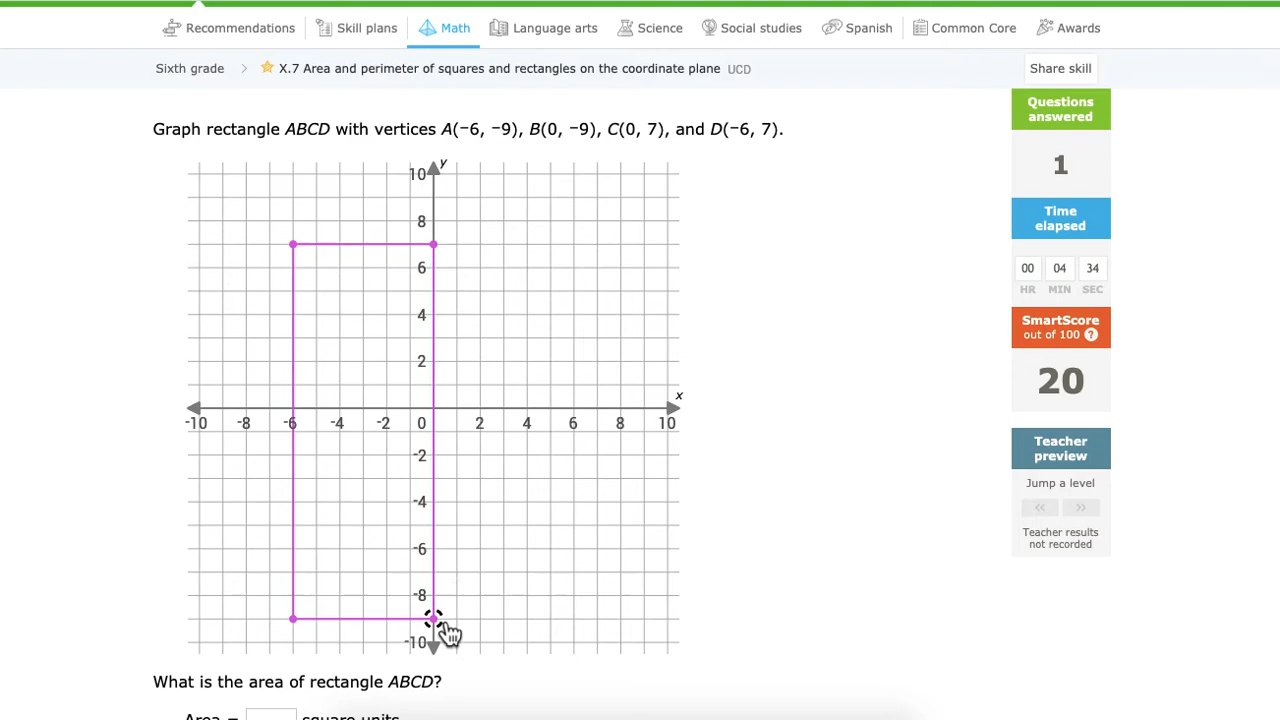 Recommendations
Skill plans
Math
Language arts
Science
Social studies
Spanish
Common Core
Awards
Sixth grade
X.7 Area and perimeter of squares and rectangles on the coordinate plane UCD
Share skill
Questions
answered
1
Time
elapsed
00 04 34
HR MIN SEC
SmartScore
out of 100 ?
20
Teacher
preview
Jump a level
<< >>
Teacher results
not recorded
Graph rectangle ABCD with vertices A(−6, −9), B(0, −9), C(0, 7), and D(−6, 7).
y
10
8
6
4
2
x
-10 -8 -6 -4 -2 0 2 4 6 8 10
-2
-4
-6
-8
-10
What is the area of rectangle ABCD?
Area = square units